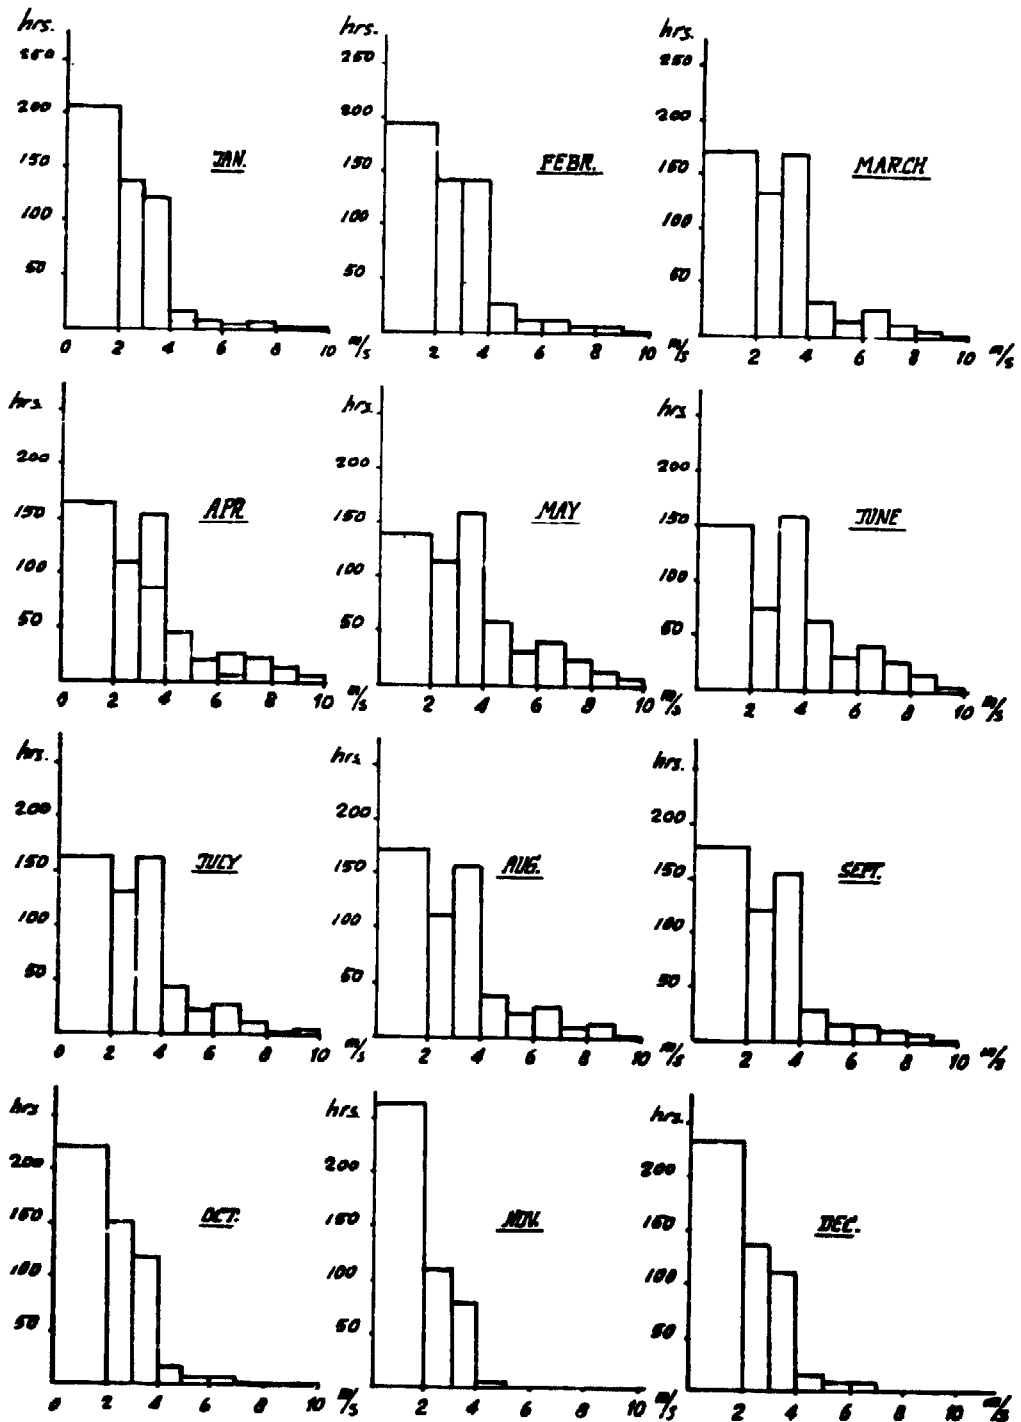 hrs. hrs. hrs.
250 250 250
200 200 200
150 JAN. 150 FEBR. 150 MARCH
100 100 100
50 50 50
0 2 4 6 8 10 m/s 2 4 6 8 10 m/s 2 4 6 8 10 m/s
hrs. hrs. hrs.
200 200 200
150 APR. 150 MAY 150 JUNE
100 100 100
50 50 50
0 2 4 6 8 10 m/s 2 4 6 8 10 m/s 2 4 6 8 10 m/s
hrs. hrs. hrs.
200 200 200
150 JULY 150 AUG. 150 SEPT.
100 100 100
50 50 50
0 2 4 6 8 10 m/s 2 4 6 8 10 m/s 2 4 6 8 10 m/s
hrs hrs. hrs.
200 200 200
150 OCT. 150 NOV. 150 DEC.
100 100 100
50 50 50
0 2 4 6 8 10 m/s 2 4 6 8 10 m/s 2 4 6 8 10 m/s